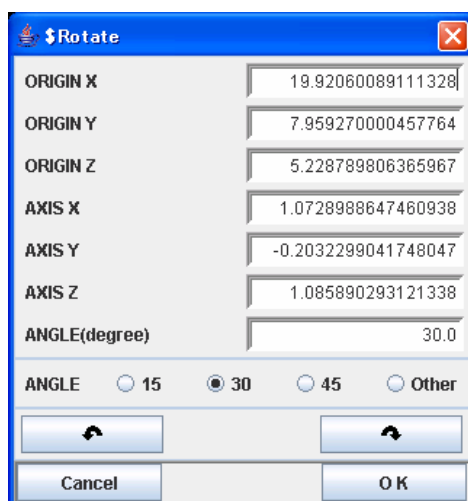 $Rotate
ORIGIN X 19.92060089111328
ORIGIN Y 7.959270000457764
ORIGIN Z 5.228789806365967
AXIS X 1.0728988647460938
AXIS Y -0.2032299041748047
AXIS Z 1.085890293121338
ANGLE(degree) 30.0
ANGLE 15 30 45 Other
Cancel OK